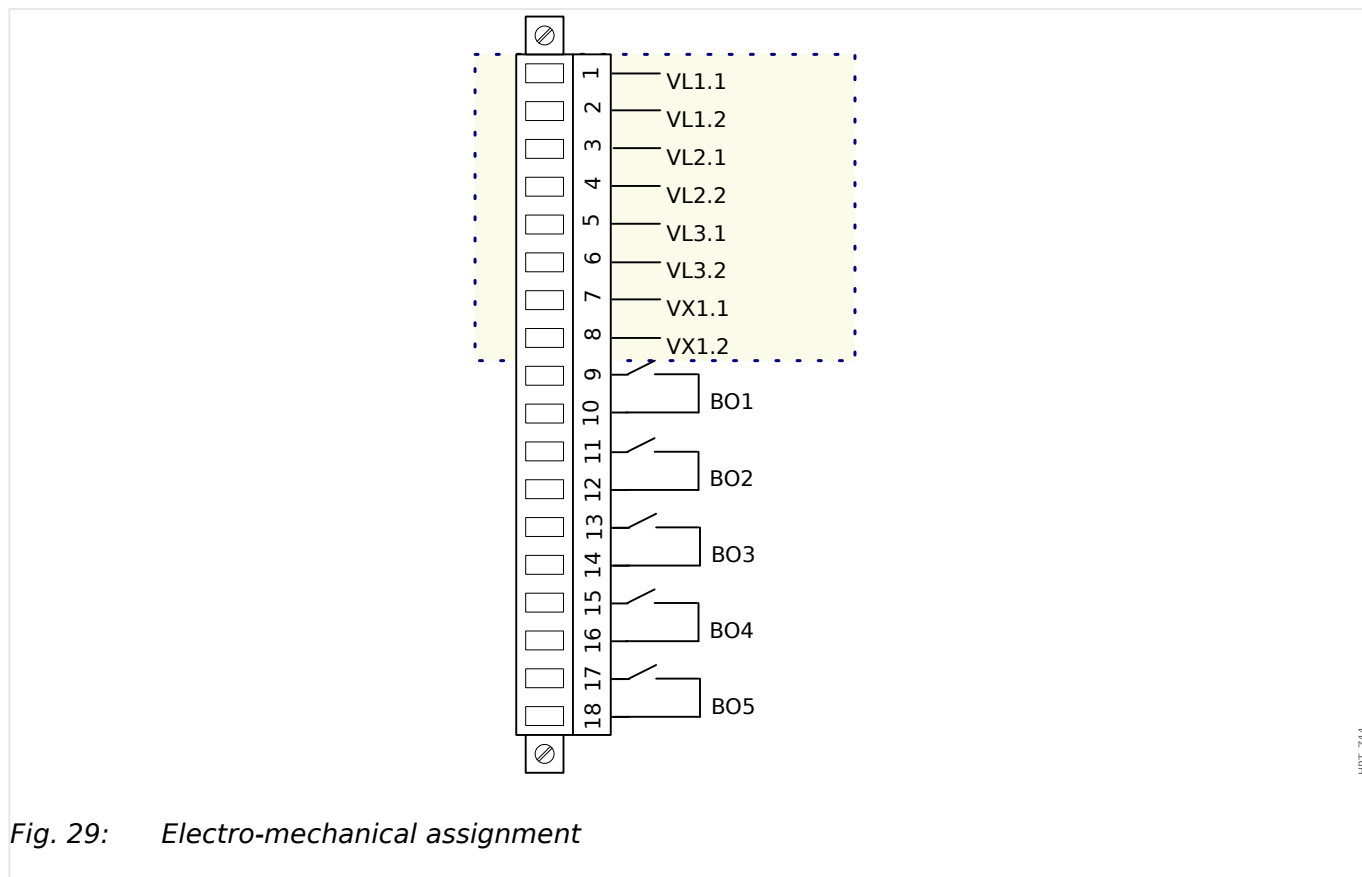 1 VL1.1
2 VL1.2
3 VL2.1
4 VL2.2
5 VL3.1
6 VL3.2
7 VX1.1
8 VX1.2
9
BO1
10
11
BO2
12
13
BO3
14
15
BO4
16
17
BO5
18
Fig. 29: Electro-mechanical assignment